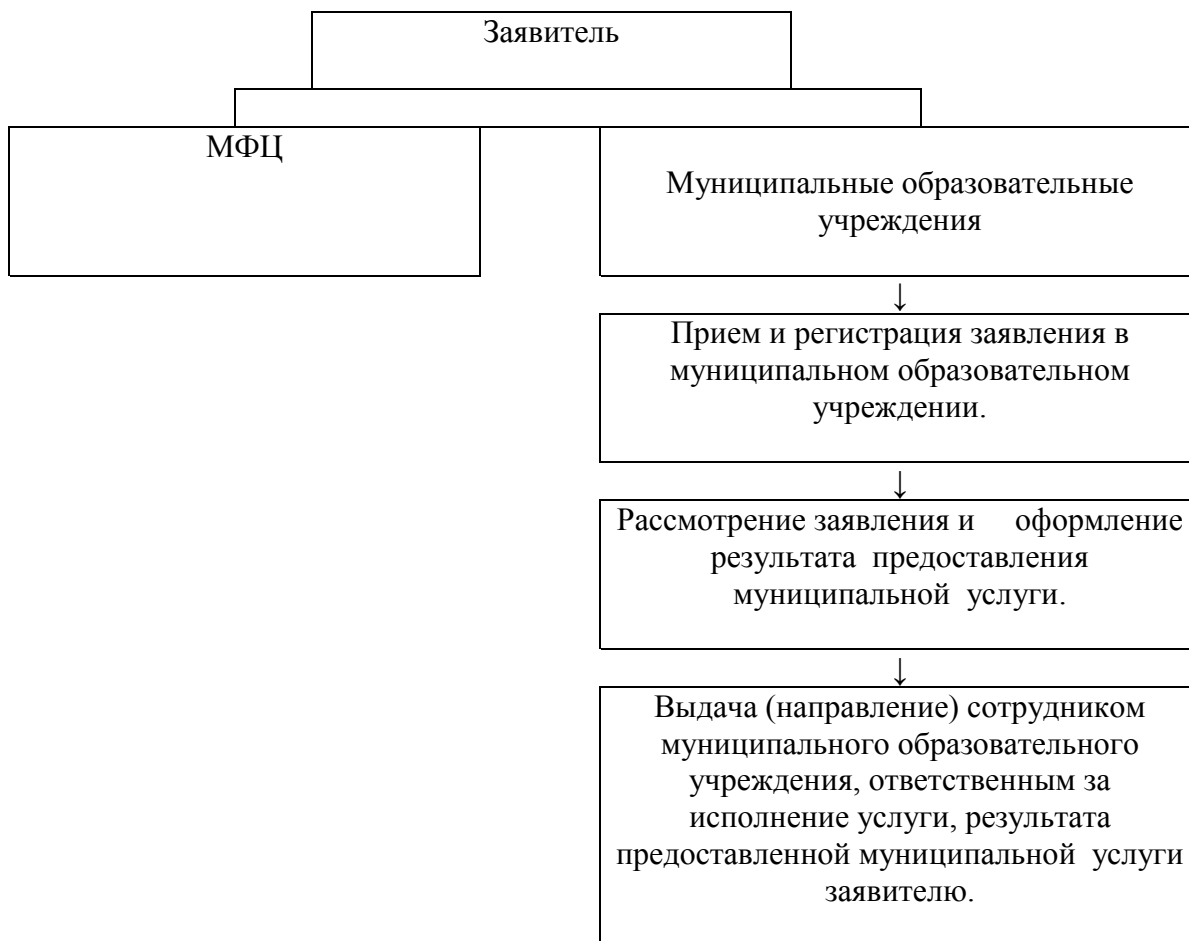 Заявитель
МФЦ
Муниципальные образовательные
учреждения
↓
Прием и регистрация заявления в
муниципальном образовательном
учреждении.
↓
Рассмотрение заявления и оформление
результата предоставления
муниципальной услуги.
↓
Выдача (направление) сотрудником
муниципального образовательного
учреждения, ответственным за
исполнение услуги, результата
предоставленной муниципальной услуги
заявителю.